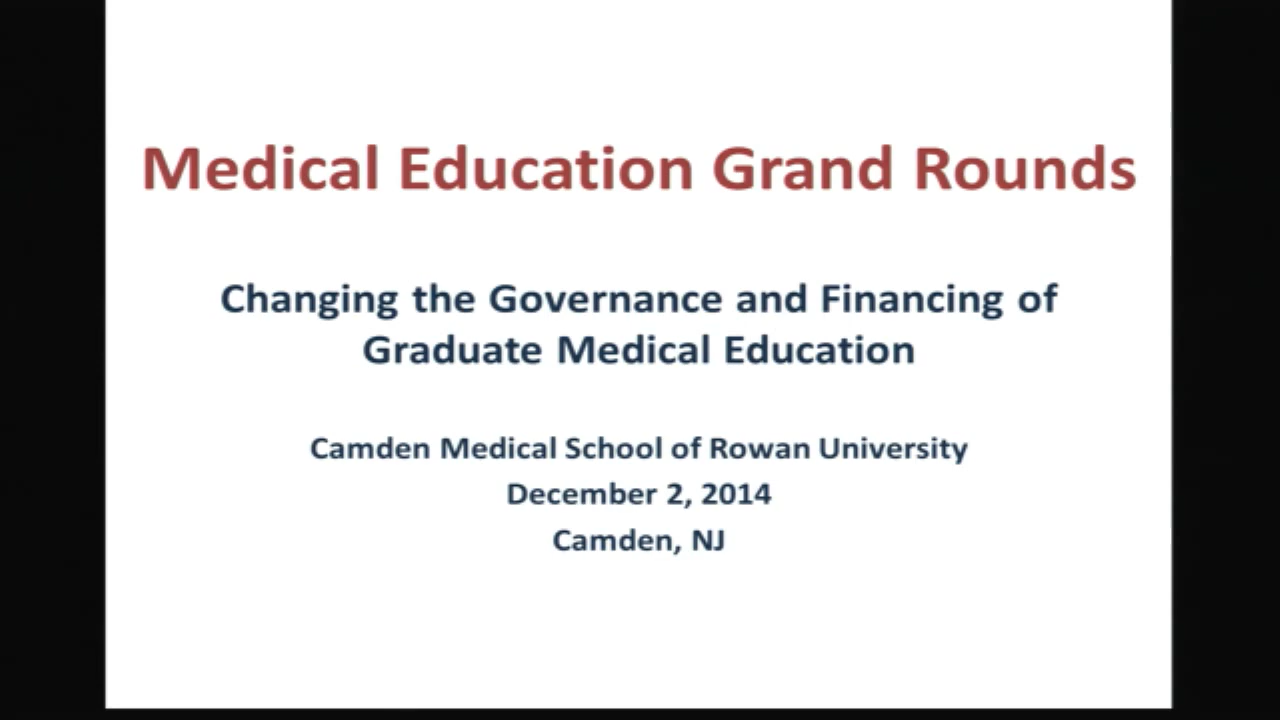 Medical Education Grand Rounds
Changing the Governance and Financing of
Graduate Medical Education
Camden Medical School of Rowan University
December 2, 2014
Camden, NJ